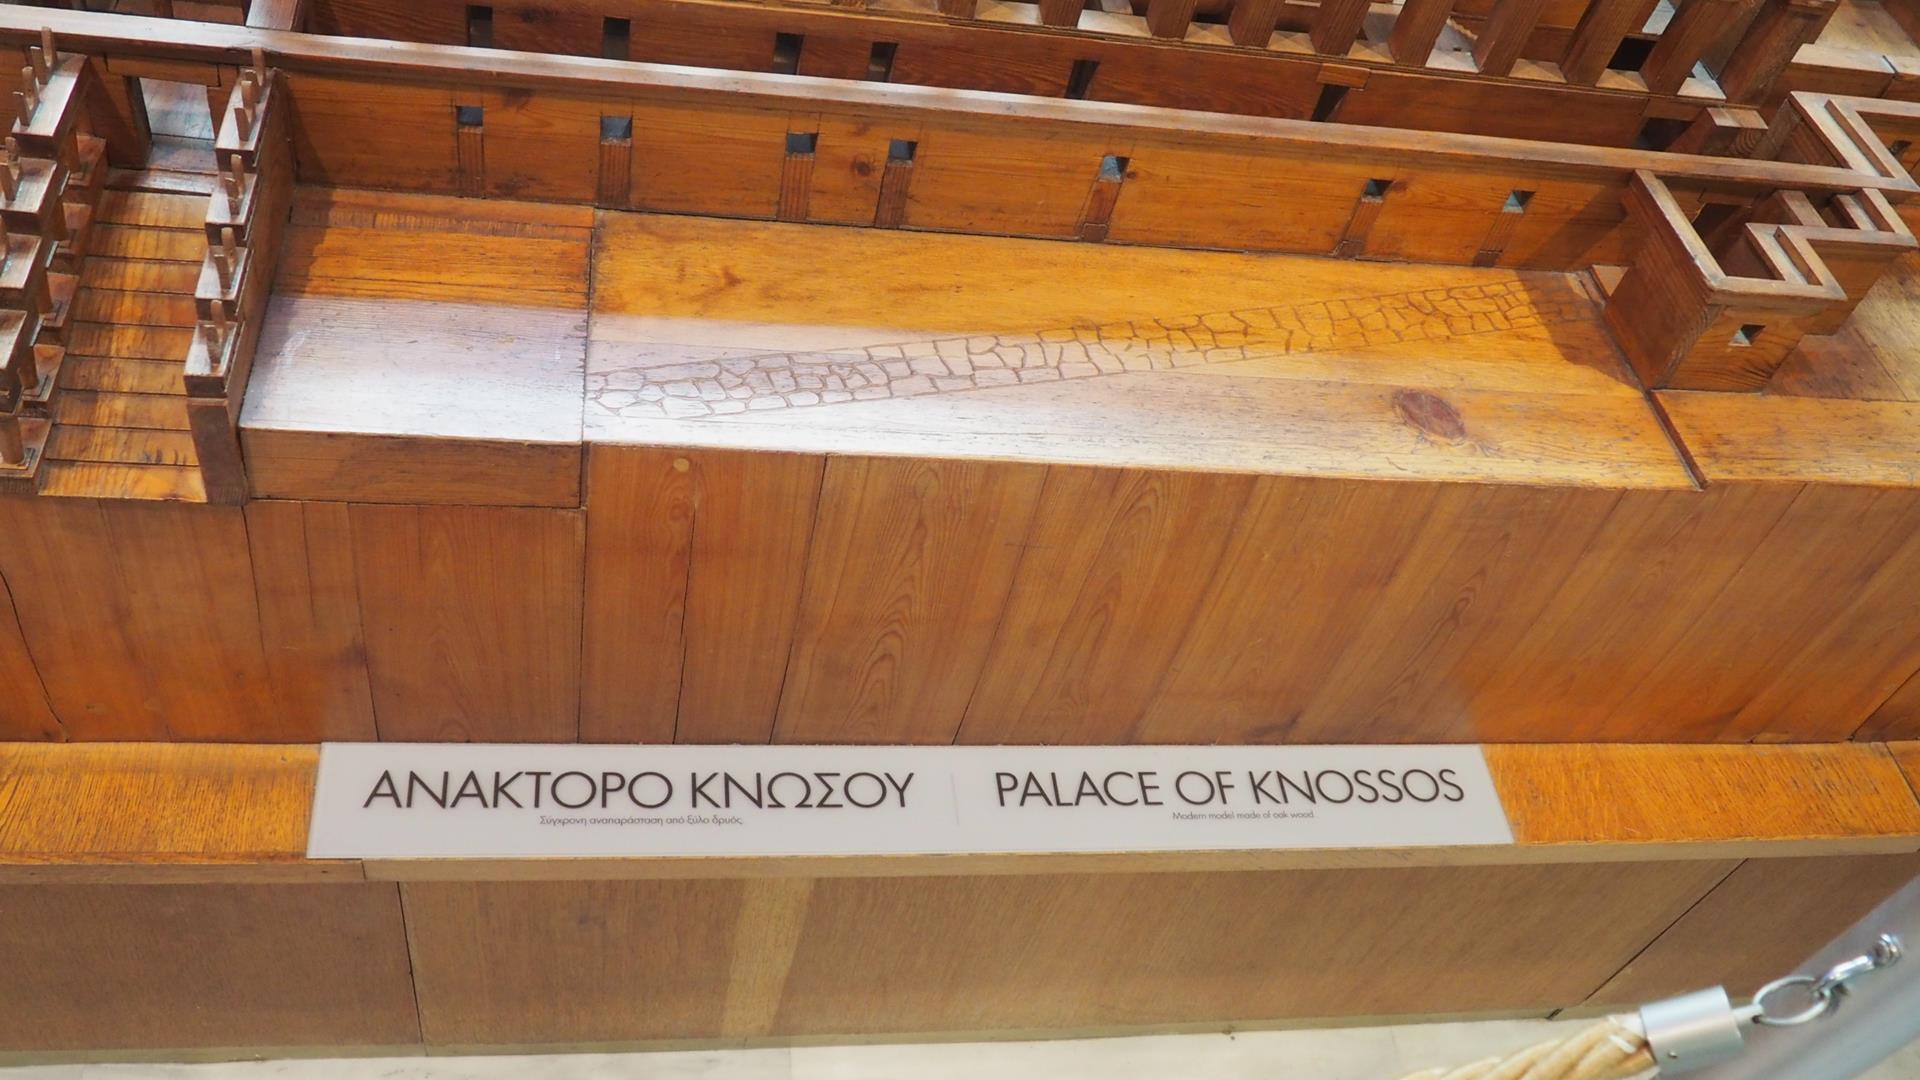 ΑΝΑΚΤΟΡΟ ΚΝΩΣΟΥ
Σύγχρονη αναπαράσταση από ξύλο δρυός.
PALACE OF KNOSSOS
Modern model made of oak wood.